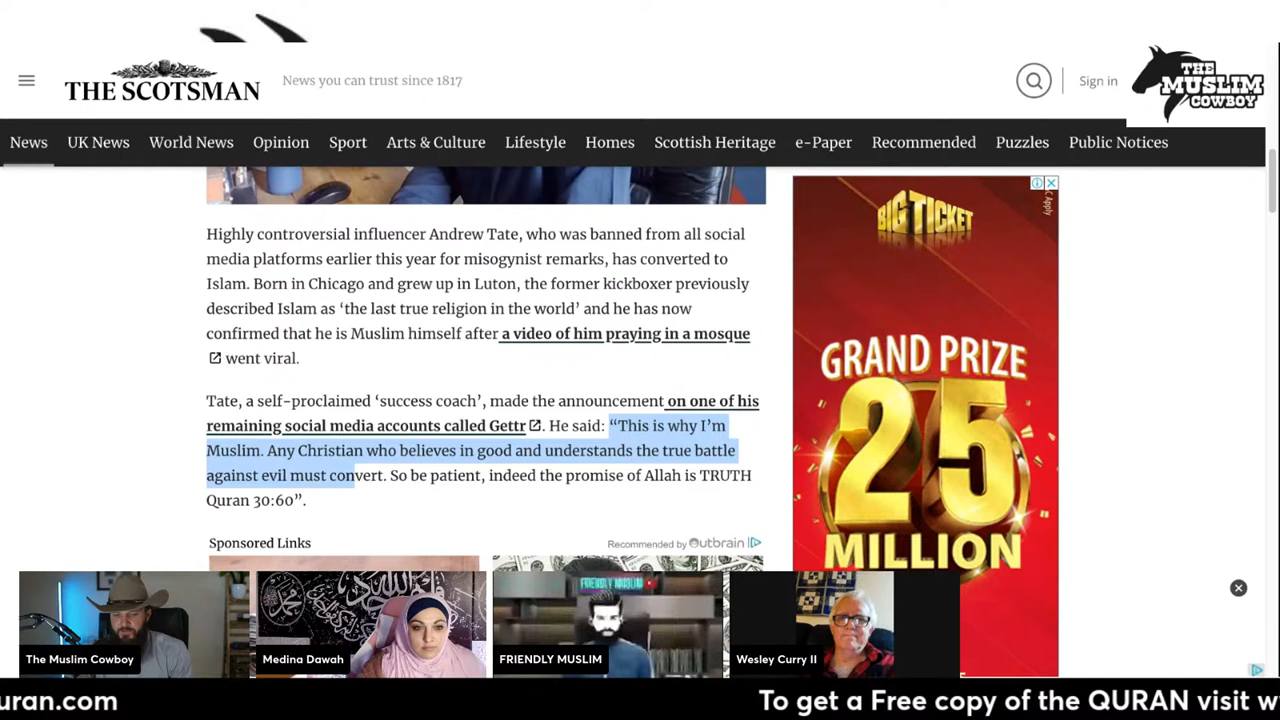 THE SCOTSMAN
News you can trust since 1817
Sign in
THE
MUSLIM
COWBOY
News UK News World News Opinion Sport Arts & Culture Lifestyle Homes Scottish Heritage e-Paper Recommended Puzzles Public Notices
Highly controversial influencer Andrew Tate, who was banned from all social
media platforms earlier this year for misogynist remarks, has converted to
Islam. Born in Chicago and grew up in Luton, the former kickboxer previously
described Islam as ‘the last true religion in the world’ and he has now
confirmed that he is Muslim himself after a video of him praying in a mosque
went viral.
Tate, a self-proclaimed ‘success coach’, made the announcement on one of his
remaining social media accounts called Gettr. He said: “This is why I’m
Muslim. Any Christian who believes in good and understands the true battle
against evil must convert. So be patient, indeed the promise of Allah is TRUTH
Quran 30:60”.
Sponsored Links
Recommended by Outbrain
BIG TICKET
C Apply
GRAND PRIZE
25
MILLION
FRIENDLY MUSLIM
The Muslim Cowboy
Medina Dawah
FRIENDLY MUSLIM
Wesley Curry II
uran.com To get a Free copy of the QURAN visit w